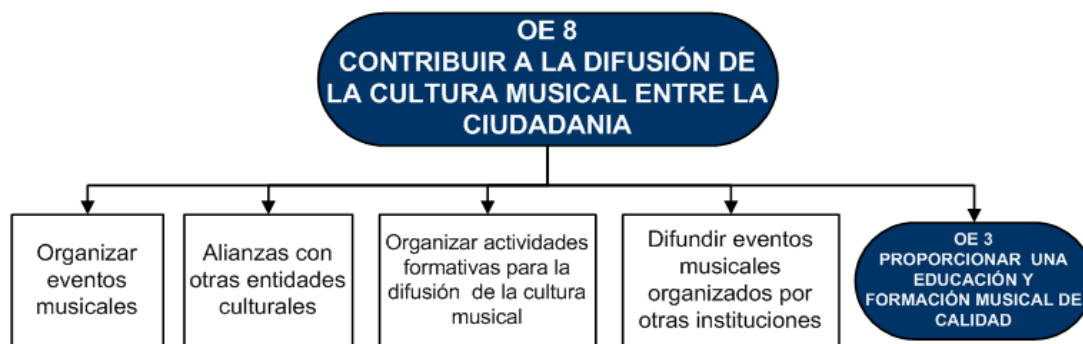 OE 8
CONTRIBUIR A LA DIFUSIÓN DE
LA CULTURA MUSICAL ENTRE LA
CIUDADANIA
Organizar
eventos
musicales
Alianzas con
otras entidades
culturales
Organizar actividades
formativas para la
difusión de la cultura
musical
Difundir eventos
musicales
organizados por
otras instituciones
OE 3
PROPORCIONAR UNA
EDUCACIÓN Y
FORMACIÓN MUSICAL DE
CALIDAD